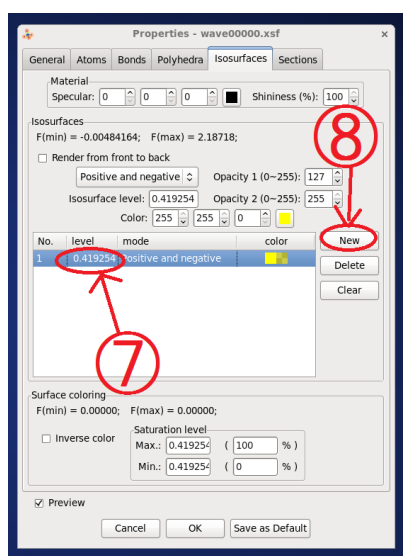 Properties - wave00000.xsf x
General Atoms Bonds Polyhedra Isosurfaces Sections
Material
Specular: 0 0 0 Shininess (%): 100
Isosurfaces
F(min) = -0.00484164; F(max) = 2.18718;
Render from front to back
Positive and negative Opacity 1 (0~255): 127
Isosurface level: 0.419254 Opacity 2 (0~255): 255
Color: 255 255 0
⑧
No. level mode color New
1 0.419254 Positive and negative
Delete
Clear
⑦
Surface coloring
F(min) = 0.00000; F(max) = 0.00000;
Saturation level
Inverse color Max.: 0.419254 ( 100 % )
Min.: 0.419254 ( 0 % )
Preview
Cancel OK Save as Default